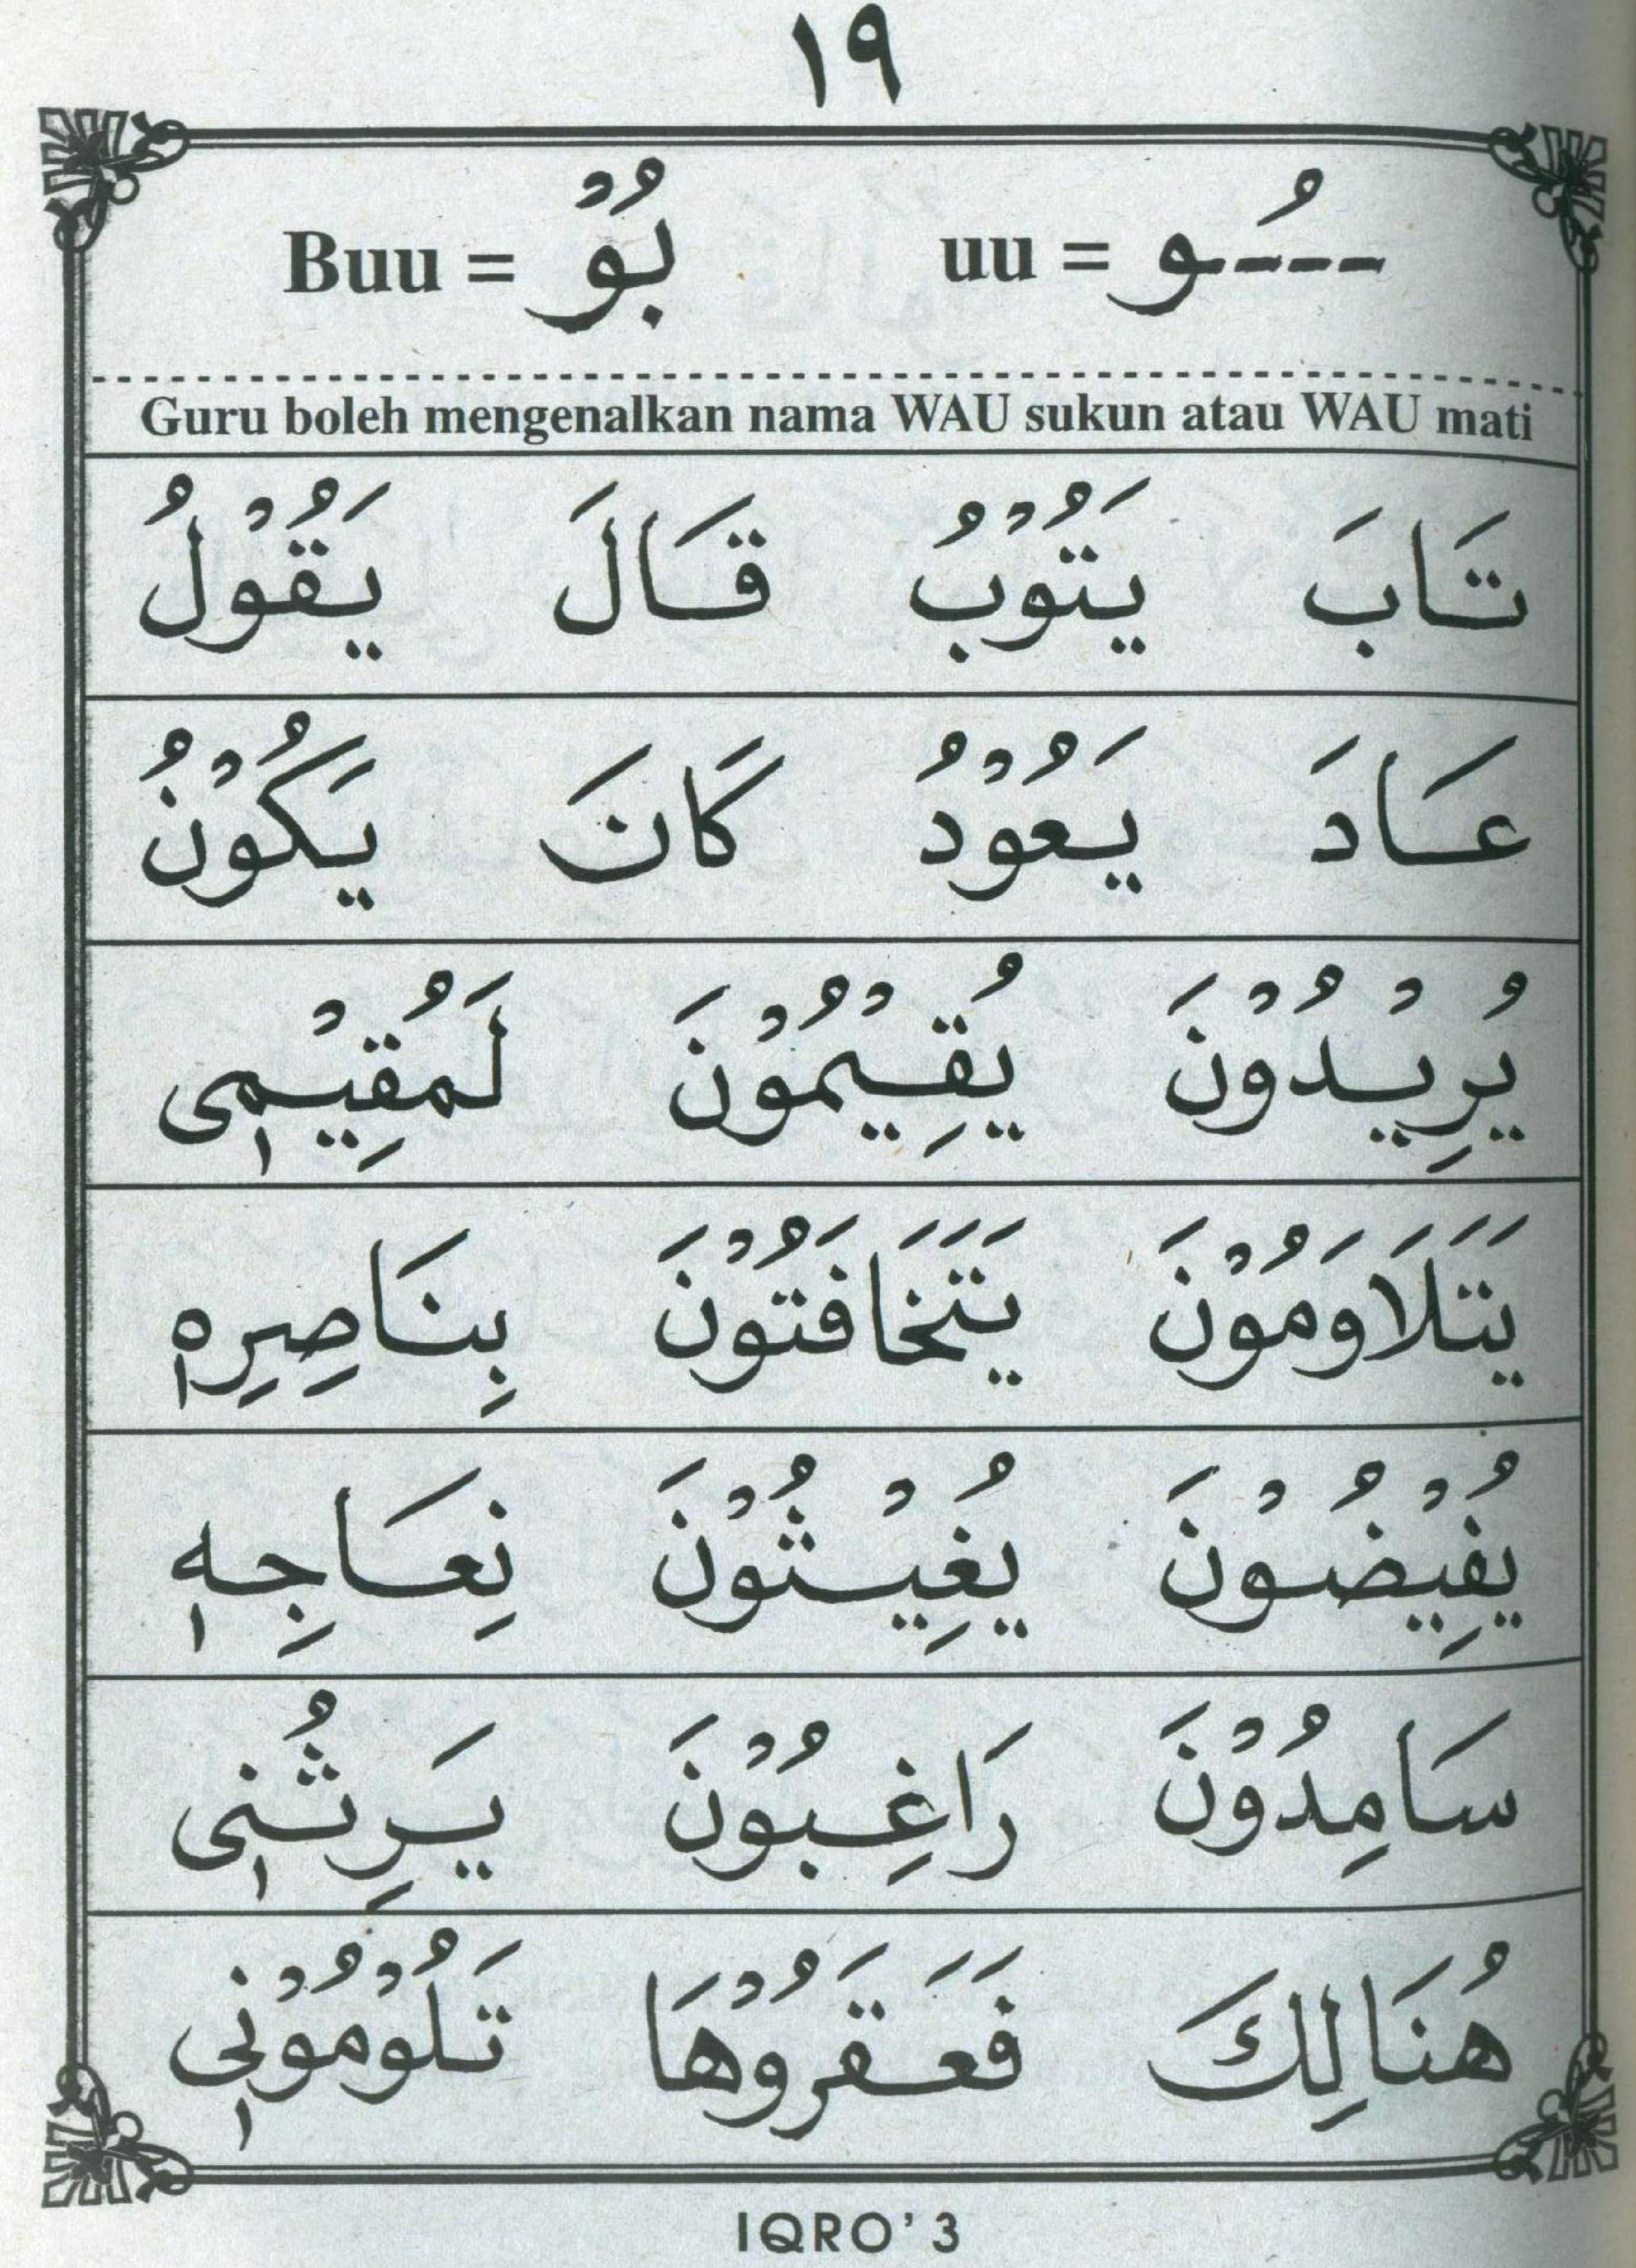 ١٩
ـُو = uu بُوْ = Buu
Guru boleh mengenalkan nama WAU sukun atau WAU mati
تَابَ يَتُوْبُ قَالَ يَقُوْلُ
عَادَ يَعُوْدُ كَانَ يَكُوْنُ
يُرِيْدُوْنَ يُقِيْمُوْنَ لَمُقِيْمٖى
يَتَلَاوَمُوْنَ يَتَخَافَتُوْنَ بِنَاصِرِهٖ
يُفِيْضُوْنَ يُغِيْثُوْنَ نِعَاجِهٖ
سَامِدُوْنَ رَاغِبُوْنَ يَرِثُنٖى
هُنَالِكَ فَعَقَرُوْهَا تَلُوْمُوْنٖى
IQRO' 3